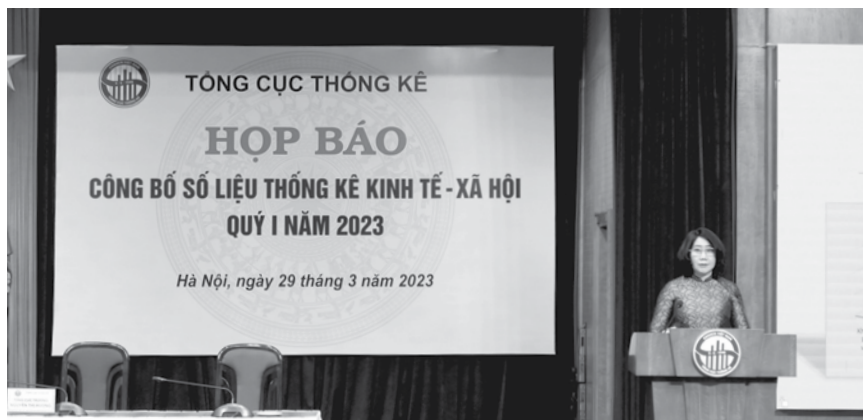 TỔNG CỤC THỐNG KÊ
HỌP BÁO
CÔNG BỐ SỐ LIỆU THỐNG KÊ KINH TẾ - XÃ HỘI
QUÝ I NĂM 2023
Hà Nội, ngày 29 tháng 3 năm 2023